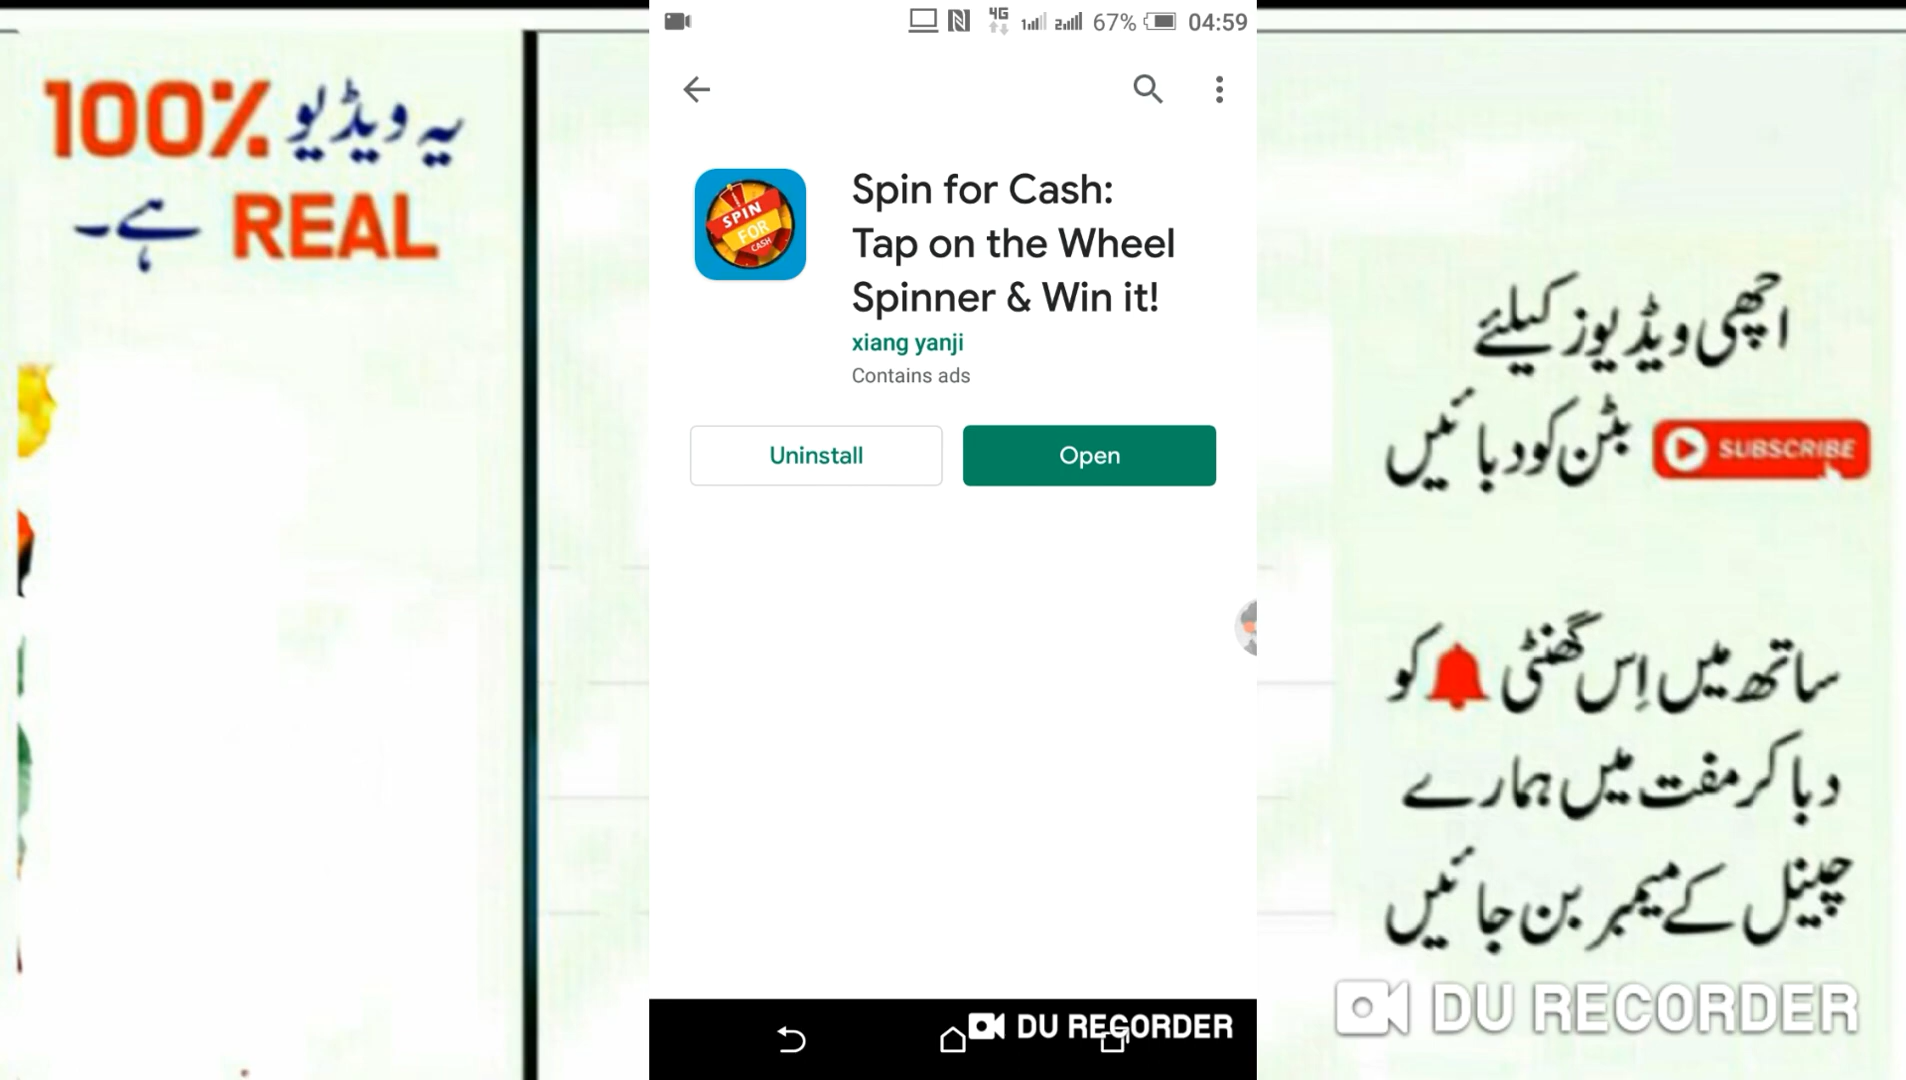 یہ ویڈیو 100%
REAL ہے۔
4G
67%
04:59
SPIN
FOR
CASH
Spin for Cash:
Tap on the Wheel
Spinner & Win it!
xiang yanji
Contains ads
Uninstall
Open
DU RECORDER
اچھی ویڈیوز کیلئے
SUBSCRIBE بٹن کو دبائیں
ساتھ میں اِس گھنٹی کو
دبا کر مفت میں ہمارے
چینل کے میمبر بن جائیں
DU RECORDER